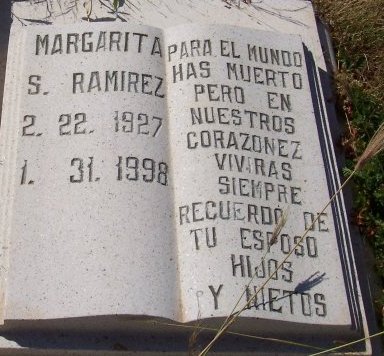 MARGARITA
S. RAMIREZ
2. 22. 1927
1. 31. 1998
PARA EL MUNDO
HAS MUERTO
PERO EN
NUESTROS
CORAZONEZ
VIVIRAS
SIEMPRE
RECUERDO DE
TU ESPOSO
HIJOS
Y NIETOS